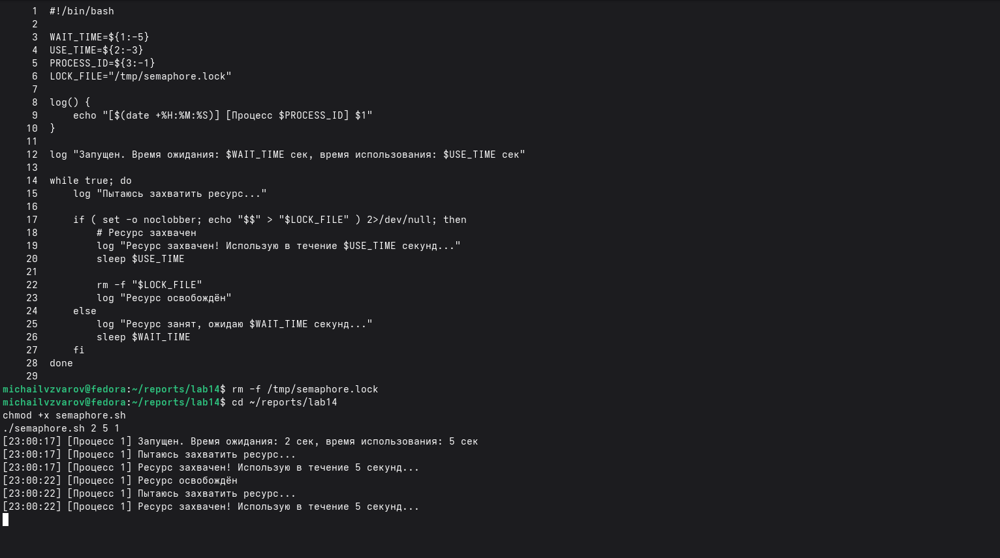 1  #!/bin/bash
2
3  WAIT_TIME=${1:-5}
4  USE_TIME=${2:-3}
5  PROCESS_ID=${3:-1}
6  LOCK_FILE="/tmp/semaphore.lock"
7
8  log() {
9      echo "[$(date +%H:%M:%S)] [Процесс $PROCESS_ID] $1"
10  }
11
12  log "Запущен. Время ожидания: $WAIT_TIME сек, время использования: $USE_TIME сек"
13
14  while true; do
15      log "Пытаюсь захватить ресурс..."
16
17      if ( set -o noclobber; echo "$$" > "$LOCK_FILE" ) 2>/dev/null; then
18          # Ресурс захвачен
19          log "Ресурс захвачен! Использую в течение $USE_TIME секунд..."
20          sleep $USE_TIME
21
22          rm -f "$LOCK_FILE"
23          log "Ресурс освобождён"
24      else
25          log "Ресурс занят, ожидаю $WAIT_TIME секунд..."
26          sleep $WAIT_TIME
27      fi
28  done
29
michailvzvarov@fedora:~/reports/lab14$ rm -f /tmp/semaphore.lock
michailvzvarov@fedora:~/reports/lab14$ cd ~/reports/lab14
chmod +x semaphore.sh
./semaphore.sh 2 5 1
[23:00:17] [Процесс 1] Запущен. Время ожидания: 2 сек, время использования: 5 сек
[23:00:17] [Процесс 1] Пытаюсь захватить ресурс...
[23:00:17] [Процесс 1] Ресурс захвачен! Использую в течение 5 секунд...
[23:00:22] [Процесс 1] Ресурс освобождён
[23:00:22] [Процесс 1] Пытаюсь захватить ресурс...
[23:00:22] [Процесс 1] Ресурс захвачен! Использую в течение 5 секунд...